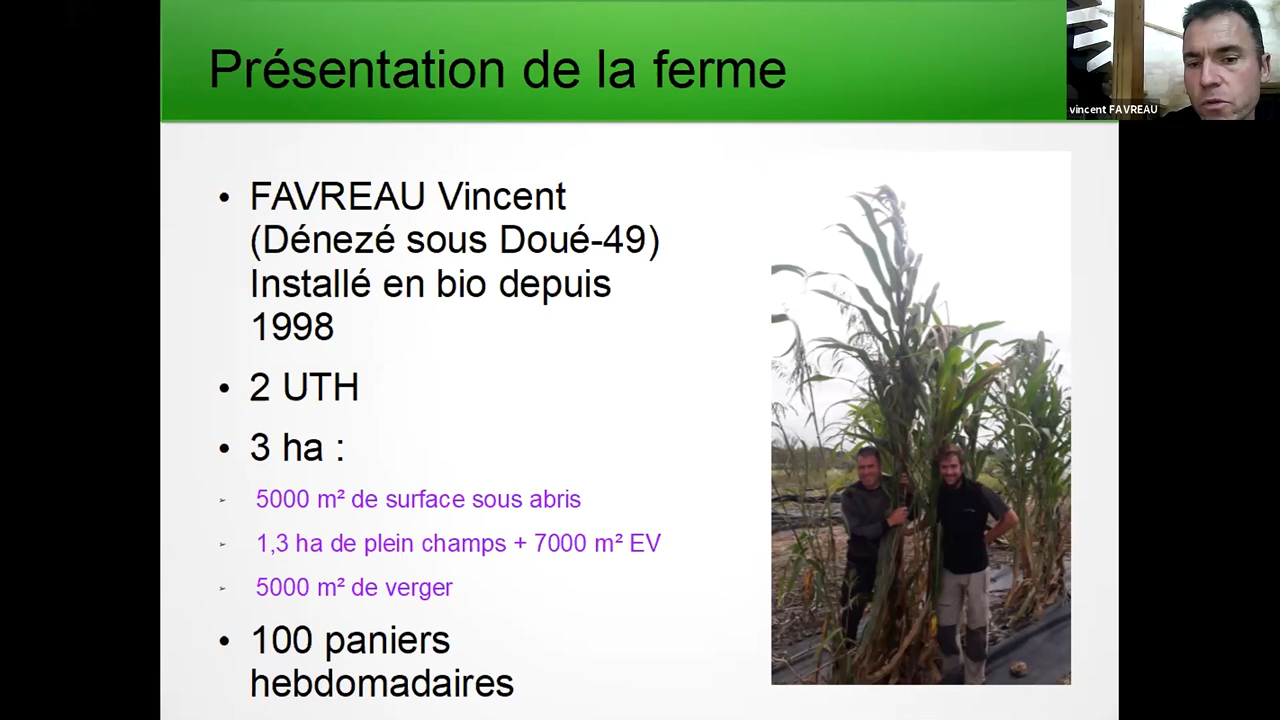 Présentation de la ferme
vincent FAVREAU
• FAVREAU Vincent
(Dénezé sous Doué-49)
Installé en bio depuis
1998
• 2 UTH
• 3 ha :
➢ 5000 m² de surface sous abris
➢ 1,3 ha de plein champs + 7000 m² EV
➢ 5000 m² de verger
• 100 paniers
hebdomadaires